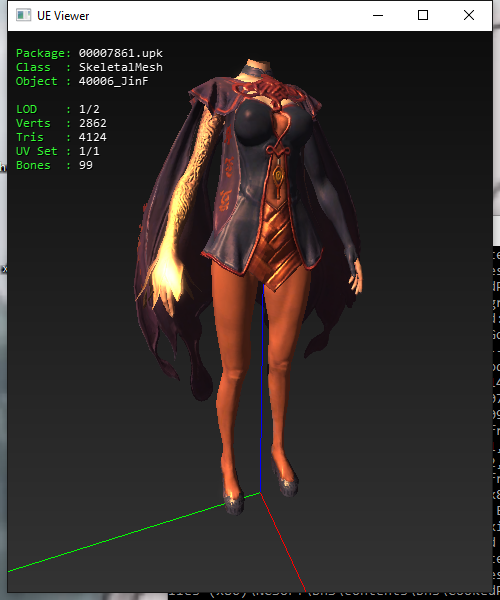 UE Viewer
Package: 00007861.upk
Class : SkeletalMesh
Object : 40006_JinF
LOD : 1/2
Verts : 2862
Tris : 4124
UV Set : 1/1
Bones : 99